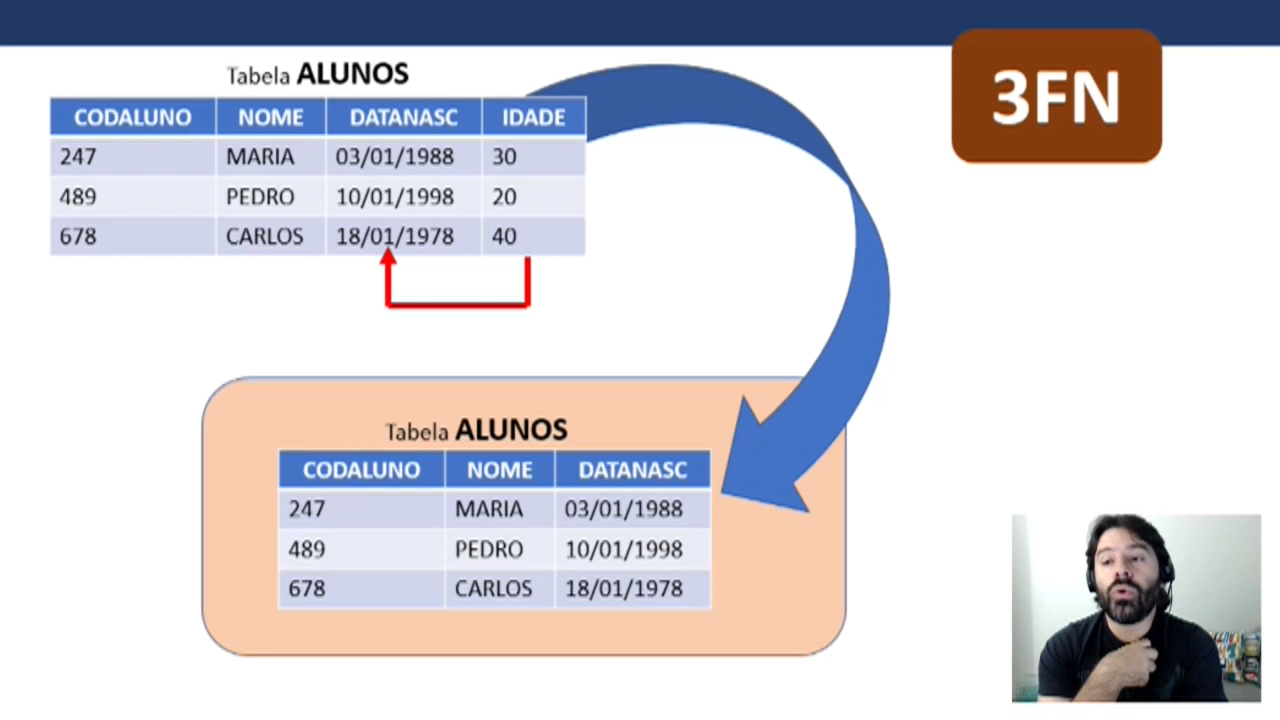 3FN
Tabela ALUNOS
CODALUNO NOME DATANASC IDADE
247 MARIA 03/01/1988 30
489 PEDRO 10/01/1998 20
678 CARLOS 18/01/1978 40
Tabela ALUNOS
CODALUNO NOME DATANASC
247 MARIA 03/01/1988
489 PEDRO 10/01/1998
678 CARLOS 18/01/1978